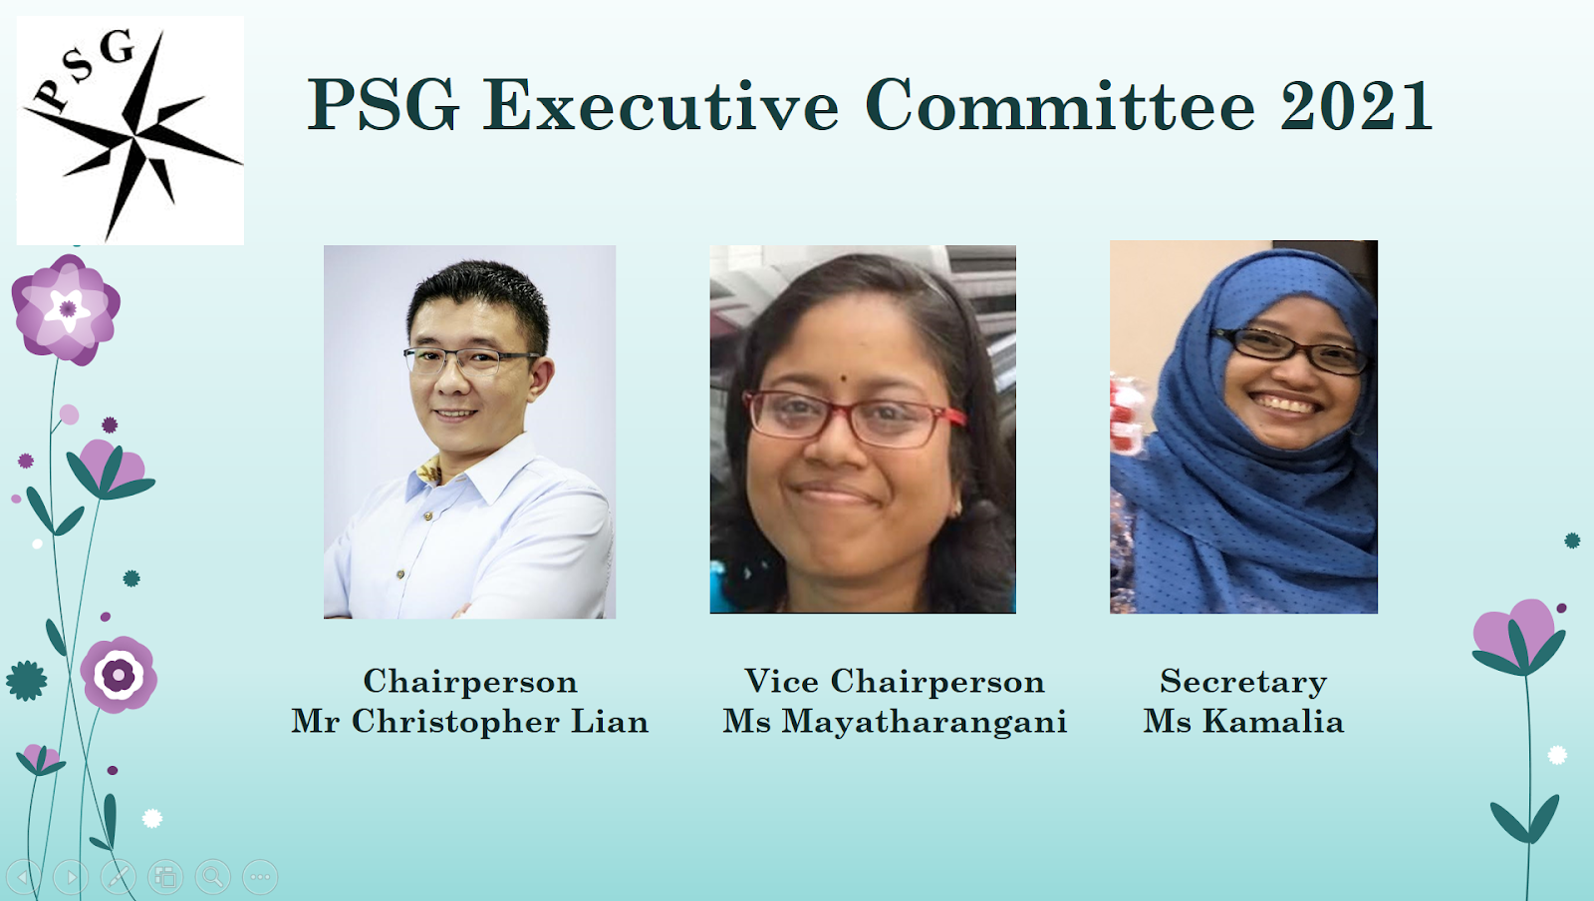 PSG
PSG Executive Committee 2021
Chairperson
Mr Christopher Lian
Vice Chairperson
Ms Mayatharangani
Secretary
Ms Kamalia